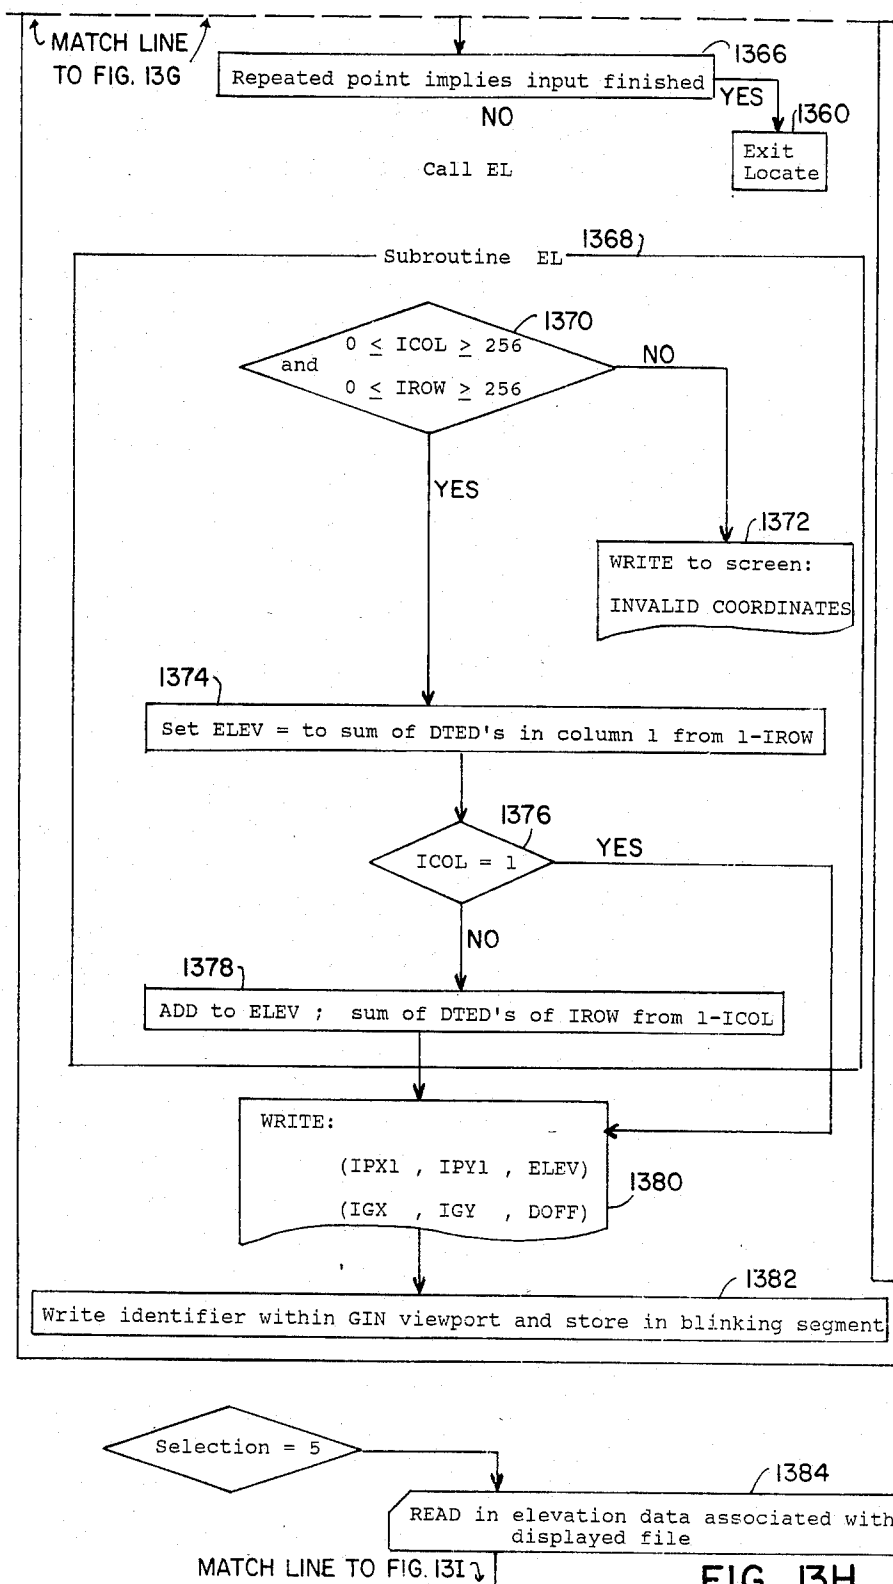 MATCH LINE
TO FIG. 13G
1366
Repeated point implies input finished
YES
NO
1360
Exit
Locate
Call EL
Subroutine EL
1368
1370
0 ≤ ICOL ≥ 256
and
0 ≤ IROW ≥ 256
NO
YES
1372
WRITE to screen:
INVALID COORDINATES
1374
Set ELEV = to sum of DTED's in column 1 from 1-IROW
1376
ICOL = 1
YES
NO
1378
ADD to ELEV ; sum of DTED's of IROW from 1-ICOL
WRITE:
(IPX1 , IPY1 , ELEV)
(IGX , IGY , DOFF)
1380
1382
Write identifier within GIN viewport and store in blinking segment
Selection = 5
1384
READ in elevation data associated with
displayed file
MATCH LINE TO FIG. 13I
FIG. 13H